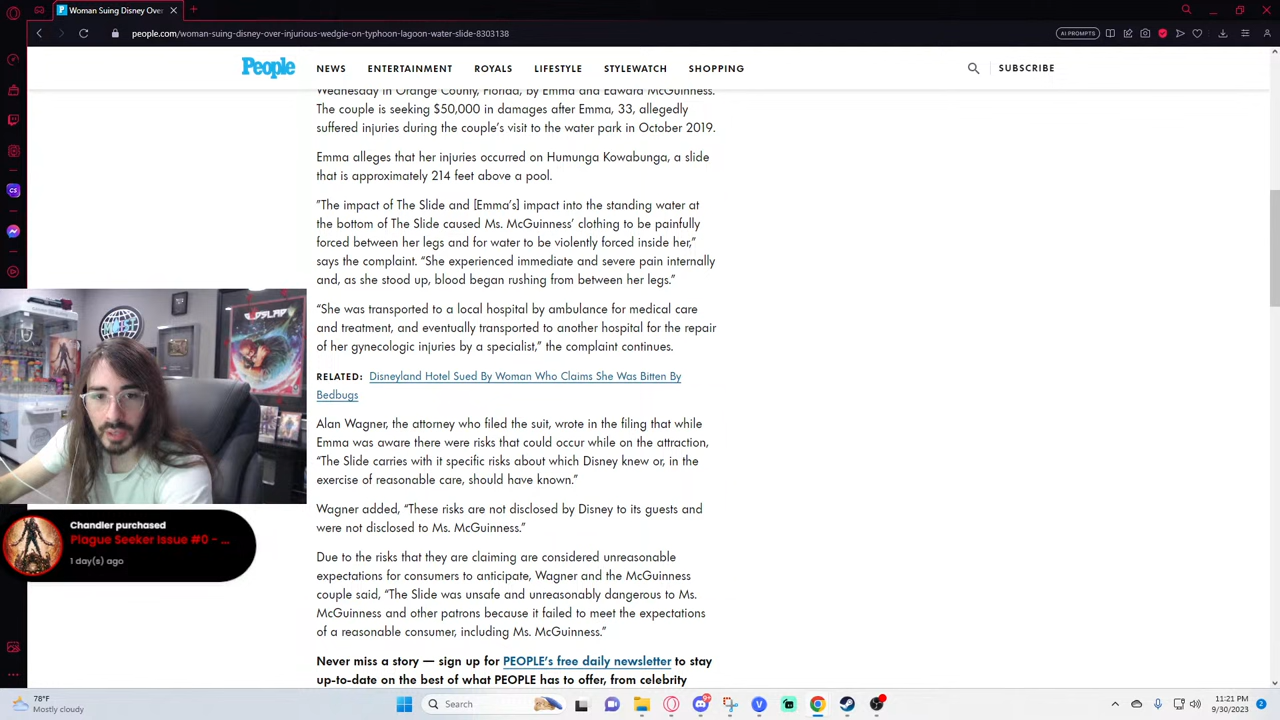 Woman Suing Disney Over
people.com/woman-suing-disney-over-injurious-wedgie-on-typhoon-lagoon-water-slide-8303138
AI PROMPTS
People
NEWS
ENTERTAINMENT
ROYALS
LIFESTYLE
STYLEWATCH
SHOPPING
SUBSCRIBE
Wednesday in Orange County, Florida, by Emma and Edward McGuinness.
The couple is seeking $50,000 in damages after Emma, 33, allegedly
suffered injuries during the couple's visit to the water park in October 2019.
Emma alleges that her injuries occurred on Humunga Kowabunga, a slide
that is approximately 214 feet above a pool.
"The impact of The Slide and [Emma's] impact into the standing water at
the bottom of The Slide caused Ms. McGuinness' clothing to be painfully
forced between her legs and for water to be violently forced inside her,"
says the complaint. "She experienced immediate and severe pain internally
and, as she stood up, blood began rushing from between her legs."
"She was transported to a local hospital by ambulance for medical care
and treatment, and eventually transported to another hospital for the repair
of her gynecologic injuries by a specialist," the complaint continues.
RELATED: Disneyland Hotel Sued By Woman Who Claims She Was Bitten By
Bedbugs
Alan Wagner, the attorney who filed the suit, wrote in the filing that while
Emma was aware there were risks that could occur while on the attraction,
"The Slide carries with it specific risks about which Disney knew or, in the
exercise of reasonable care, should have known."
Wagner added, "These risks are not disclosed by Disney to its guests and
were not disclosed to Ms. McGuinness."
Due to the risks that they are claiming are considered unreasonable
expectations for consumers to anticipate, Wagner and the McGuinness
couple said, "The Slide was unsafe and unreasonably dangerous to Ms.
McGuinness and other patrons because it failed to meet the expectations
of a reasonable consumer, including Ms. McGuinness."
Never miss a story — sign up for PEOPLE's free daily newsletter to stay
up-to-date on the best of what PEOPLE has to offer, from celebrity
GODSLAP
Chandler purchased
Plague Seeker Issue #0 - ...
1 day(s) ago
78°F
Mostly cloudy
Search
11:21 PM
9/30/2023
2